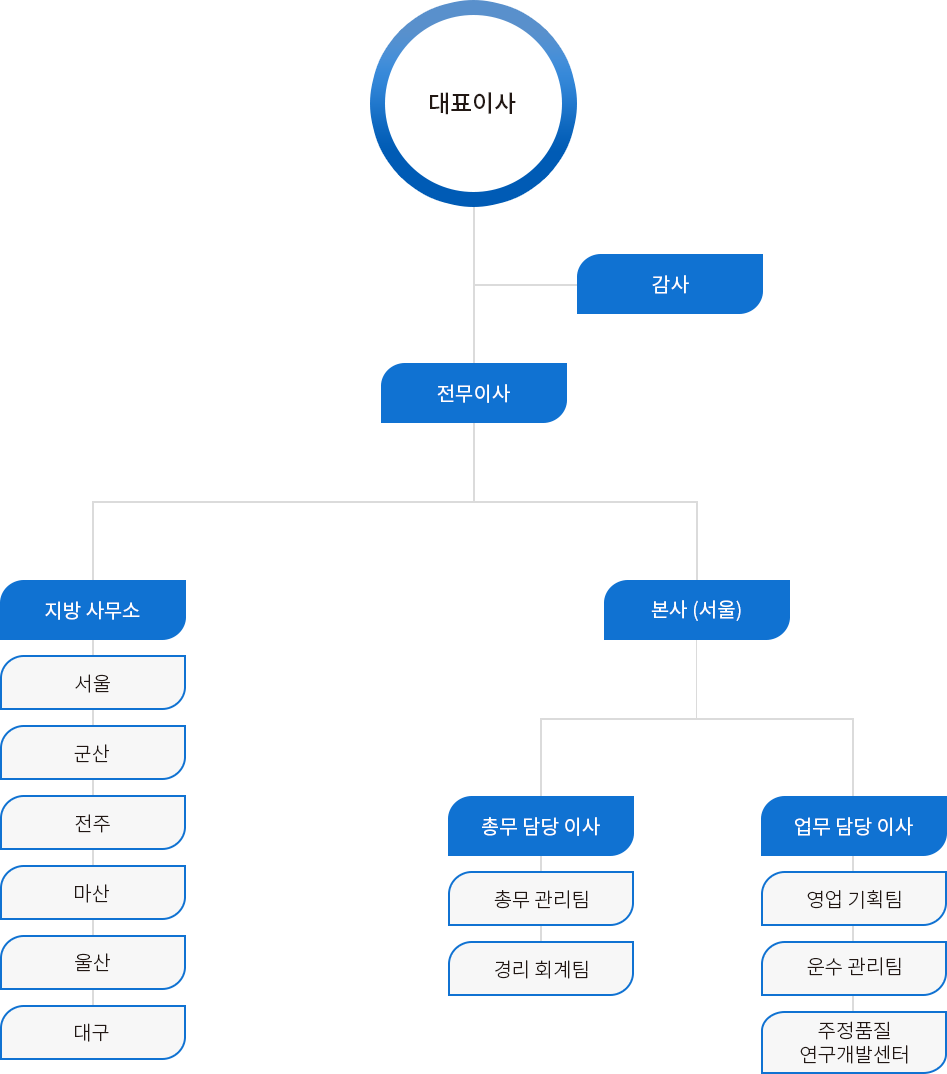 대표이사
감사
전무이사
지방 사무소
서울
군산
전주
마산
울산
대구
본사 (서울)
총무 담당 이사
총무 관리팀
경리 회계팀
업무 담당 이사
영업 기획팀
운수 관리팀
주정품질
연구개발센터